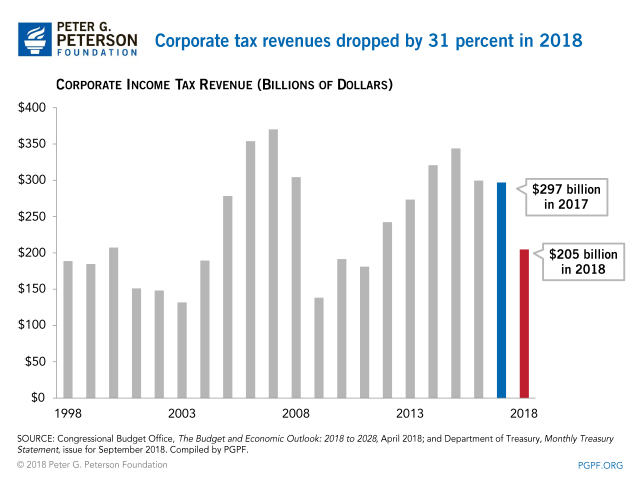 PETER G.
PETERSON
FOUNDATION
Corporate tax revenues dropped by 31 percent in 2018
CORPORATE INCOME TAX REVENUE (BILLIONS OF DOLLARS)
$400
$350
$300
$250
$200
$150
$100
$50
$0
$297 billion
in 2017
$205 billion
in 2018
1998
2003
2008
2013
2018
SOURCE: Congressional Budget Office, The Budget and Economic Outlook: 2018 to 2028, April 2018; and Department of Treasury, Monthly Treasury
Statement, issue for September 2018. Compiled by PGPF.
© 2018 Peter G. Peterson Foundation
PGPF.ORG